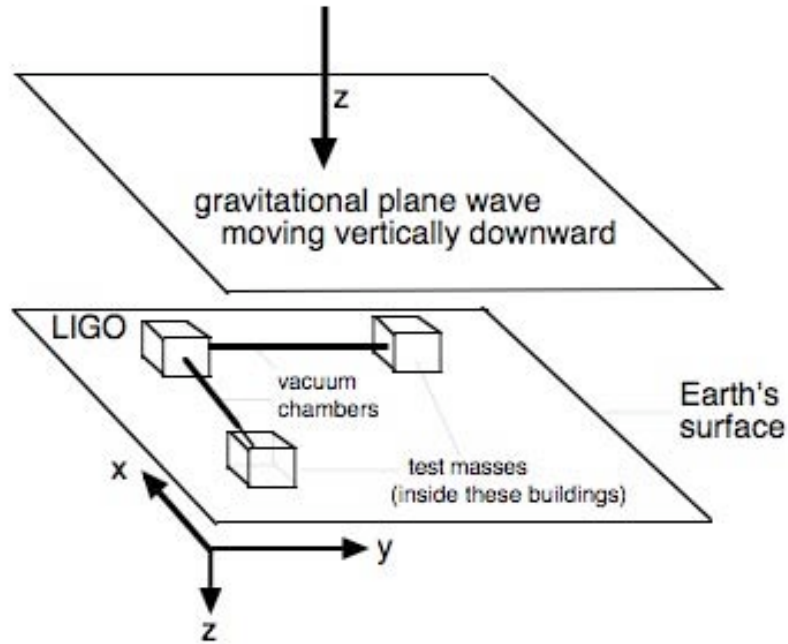 z
gravitational plane wave
moving vertically downward
LIGO
vacuum
chambers
Earth's
surface
test masses
(inside these buildings)
x
y
z